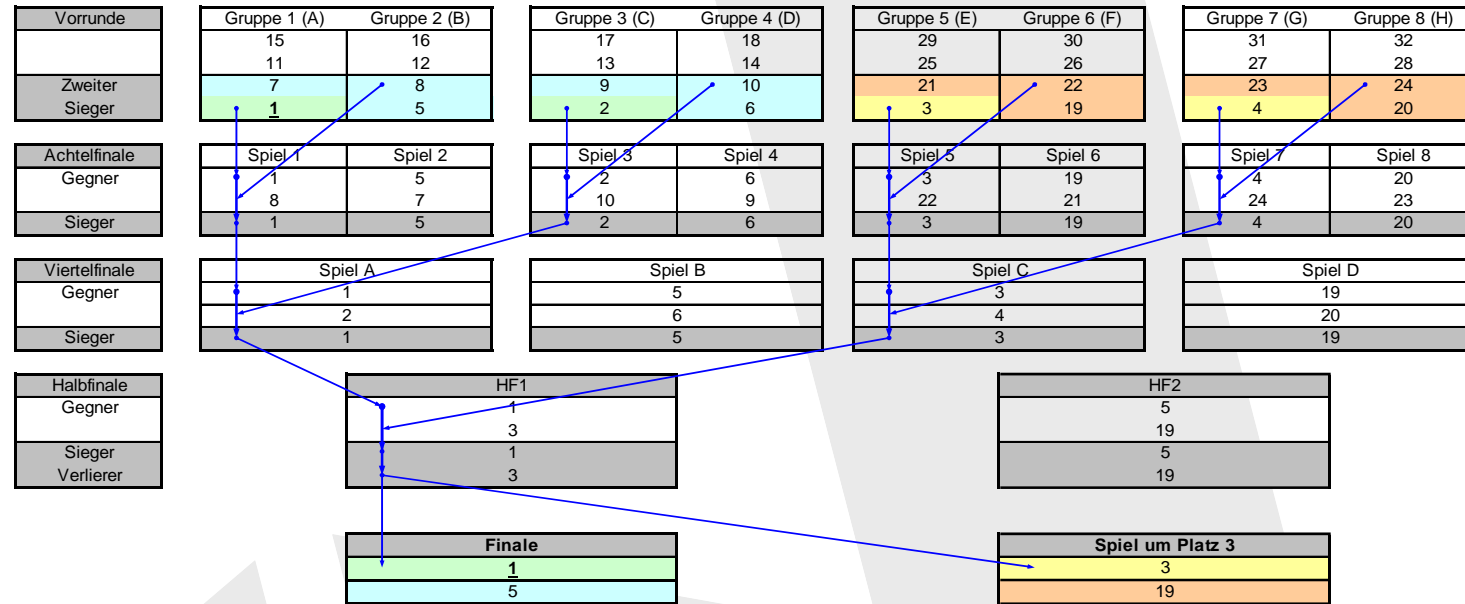 Vorrunde Gruppe 1 (A) Gruppe 2 (B) Gruppe 3 (C) Gruppe 4 (D) Gruppe 5 (E) Gruppe 6 (F) Gruppe 7 (G) Gruppe 8 (H)
15 16 17 18 29 30 31 32
11 12 13 14 25 26 27 28
Zweiter 7 8 9 10 21 22 23 24
Sieger 1 5 2 6 3 19 4 20
Achtelfinale Spiel 1 Spiel 2 Spiel 3 Spiel 4 Spiel 5 Spiel 6 Spiel 7 Spiel 8
Gegner 1 5 2 6 3 19 4 20
8 7 10 9 22 21 24 23
Sieger 1 5 2 6 3 19 4 20
Viertelfinale Spiel A Spiel B Spiel C Spiel D
Gegner 1 5 3 19
2 6 4 20
Sieger 1 5 3 19
Halbfinale HF1 HF2
Gegner 1 5
3 19
Sieger 1 5
Verlierer 3 19
Finale Spiel um Platz 3
1 3
5 19